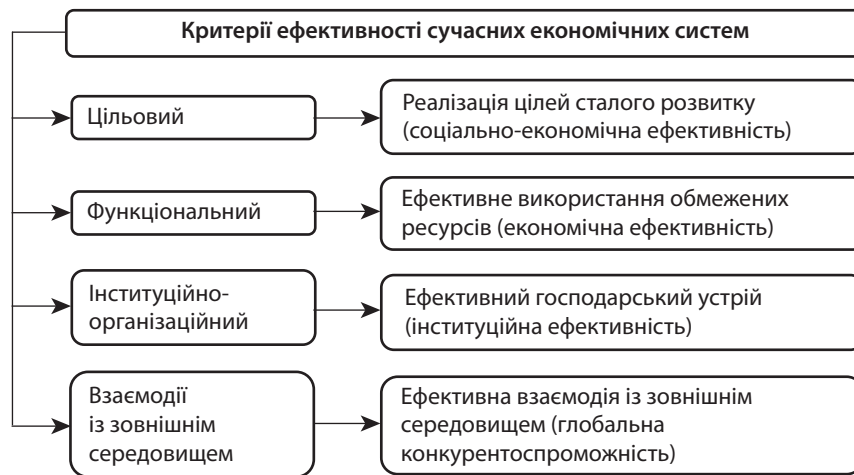 Критерії ефективності сучасних економічних систем
Цільовий
Реалізація цілей сталого розвитку
(соціально-економічна ефективність)
Функціональний
Ефективне використання обмежених
ресурсів (економічна ефективність)
Інституційно-
організаційний
Ефективний господарський устрій
(інституційна ефективність)
Взаємодії
із зовнішнім
середовищем
Ефективна взаємодія із зовнішнім
середовищем (глобальна
конкурентоспроможність)